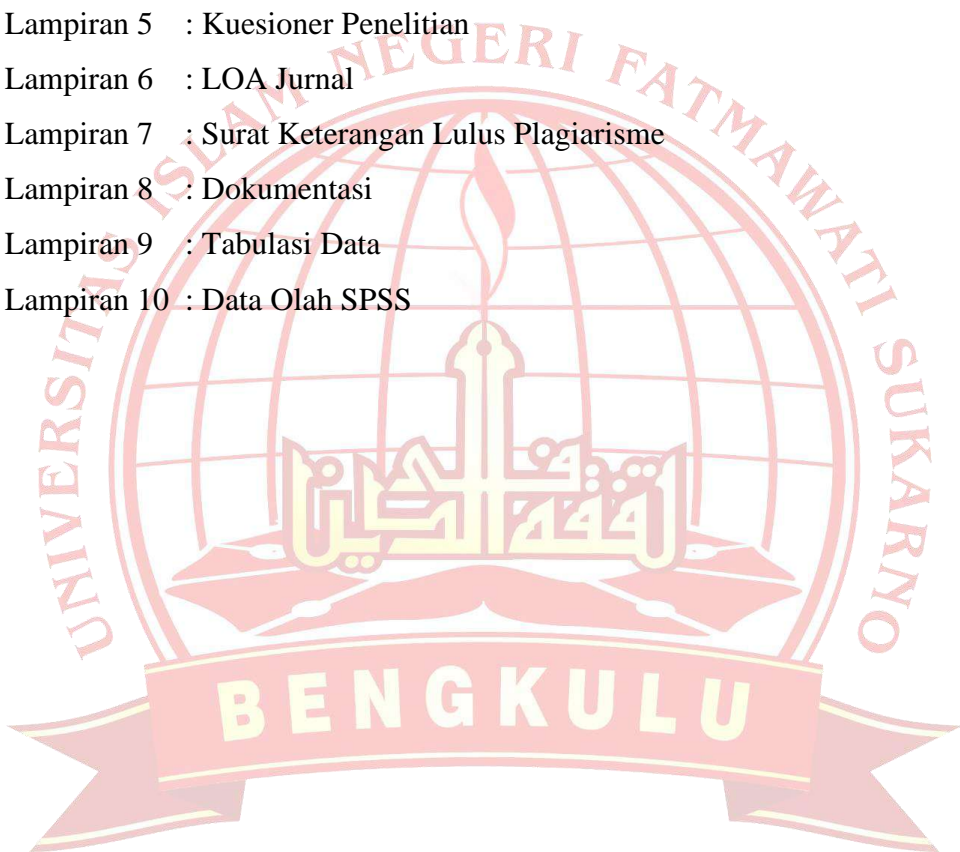 Lampiran 5 : Kuesioner Penelitian
Lampiran 6 : LOA Jurnal
Lampiran 7 : Surat Keterangan Lulus Plagiarisme
Lampiran 8 : Dokumentasi
Lampiran 9 : Tabulasi Data
Lampiran 10 : Data Olah SPSS
UNIVERSITAS ISLAM NEGERI FATMAWATI SUKARNO
BENGKULU